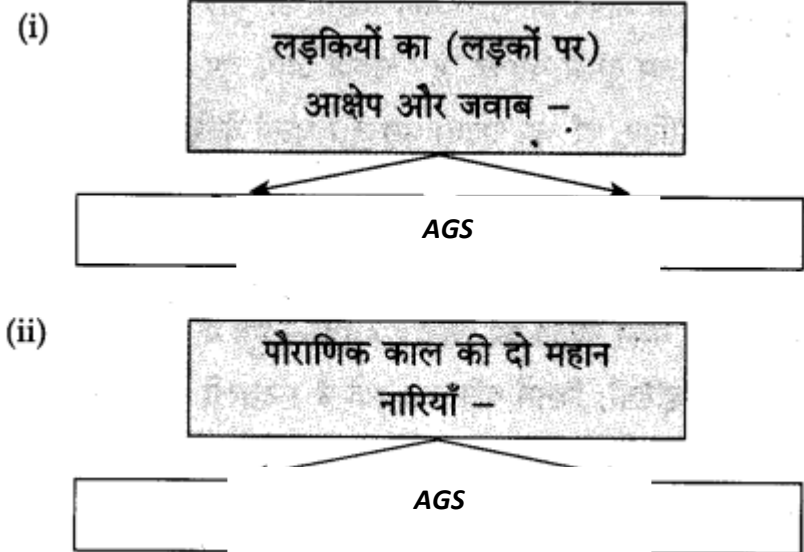 (i)
लड़कियों का (लड़कों पर)
आक्षेप और जवाब –
AGS
(ii)
पौराणिक काल की दो महान
नारियाँ –
AGS